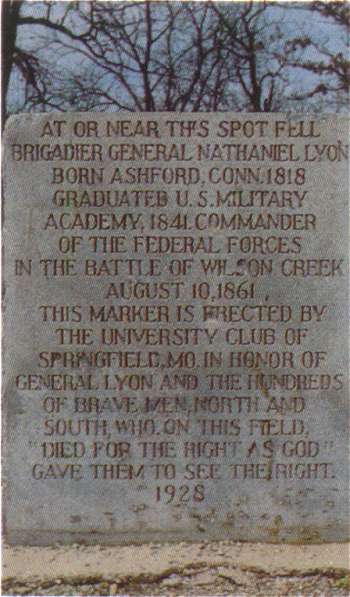 AT OR NEAR THIS SPOT FELL
BRIGADIER GENERAL NATHANIEL LYON
BORN ASHFORD, CONN. 1818
GRADUATED U.S. MILITARY
ACADEMY, 1841. COMMANDER
OF THE FEDERAL FORCES
IN THE BATTLE OF WILSON CREEK
AUGUST 10, 1861.
THIS MARKER IS ERECTED BY
THE UNIVERSITY CLUB OF
SPRINGFIELD, MO. IN HONOR OF
GENERAL LYON AND THE HUNDREDS
OF BRAVE MEN, NORTH AND
SOUTH, WHO, ON THIS FIELD,
"DIED FOR THE RIGHT AS GOD"
GAVE THEM TO SEE THE RIGHT.
1928